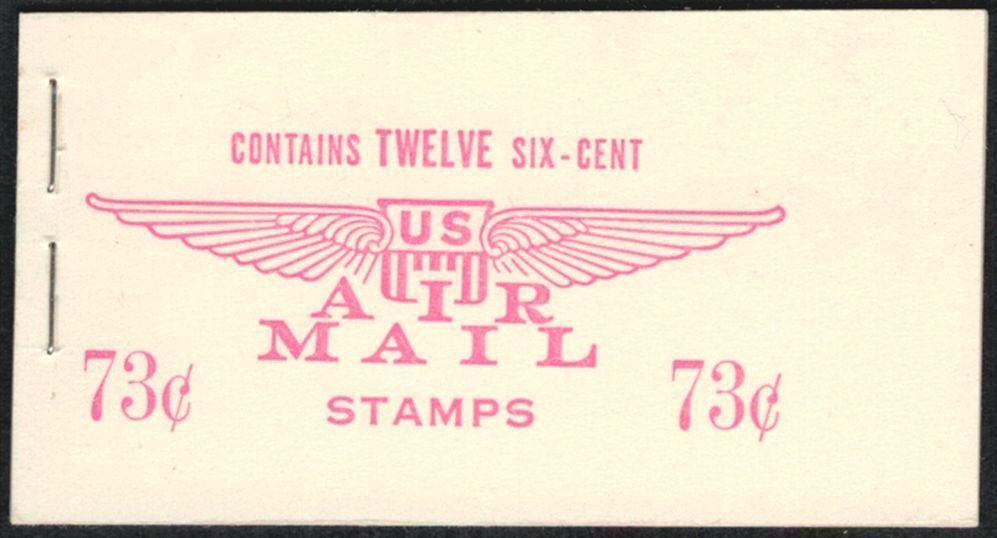 CONTAINS TWELVE SIX-CENT
US
AIR
MAIL
73¢ STAMPS 73¢